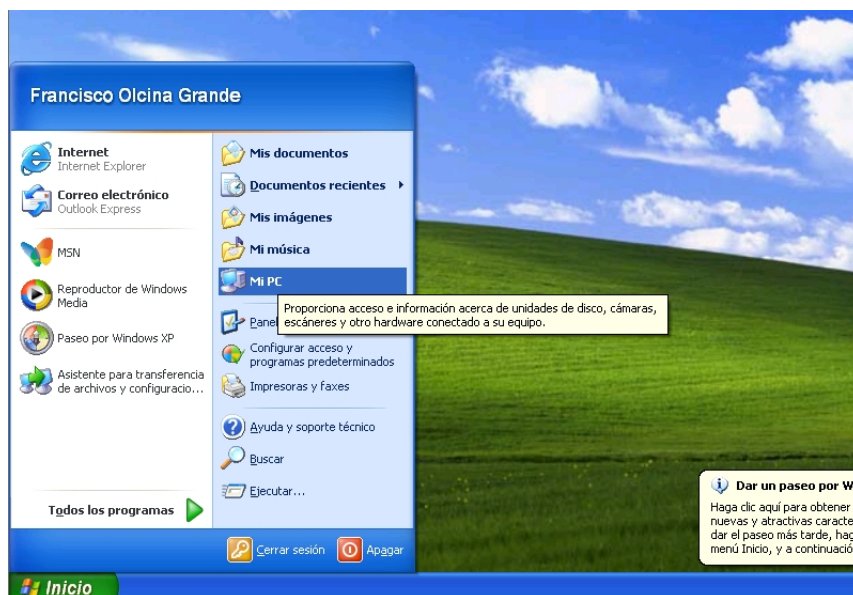 Francisco Olcina Grande
Internet
Internet Explorer
Correo electrónico
Outlook Express
MSN
Reproductor de Windows
Media
Paseo por Windows XP
Asistente para transferencia
de archivos y configuracio...
Todos los programas
Mis documentos
Documentos recientes
Mis imágenes
Mi música
Mi PC
Proporciona acceso e información acerca de unidades de disco, cámaras,
escáneres y otro hardware conectado a su equipo.
Panel
Configurar acceso y
programas predeterminados
Impresoras y faxes
Ayuda y soporte técnico
Buscar
Ejecutar...
Cerrar sesión
Apagar
Dar un paseo por W
Haga clic aquí para obtener
nuevas y atractivas caracte
dar el paseo más tarde, hag
menú Inicio, y a continuació
Inicio